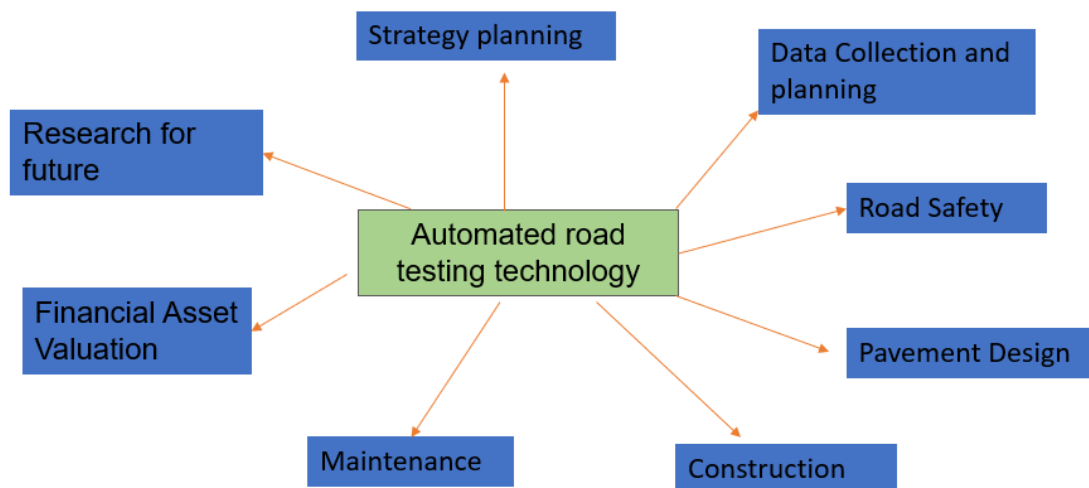 Strategy planning
Data Collection and
planning
Research for
future
Road Safety
Automated road
testing technology
Financial Asset
Valuation
Pavement Design
Maintenance
Construction